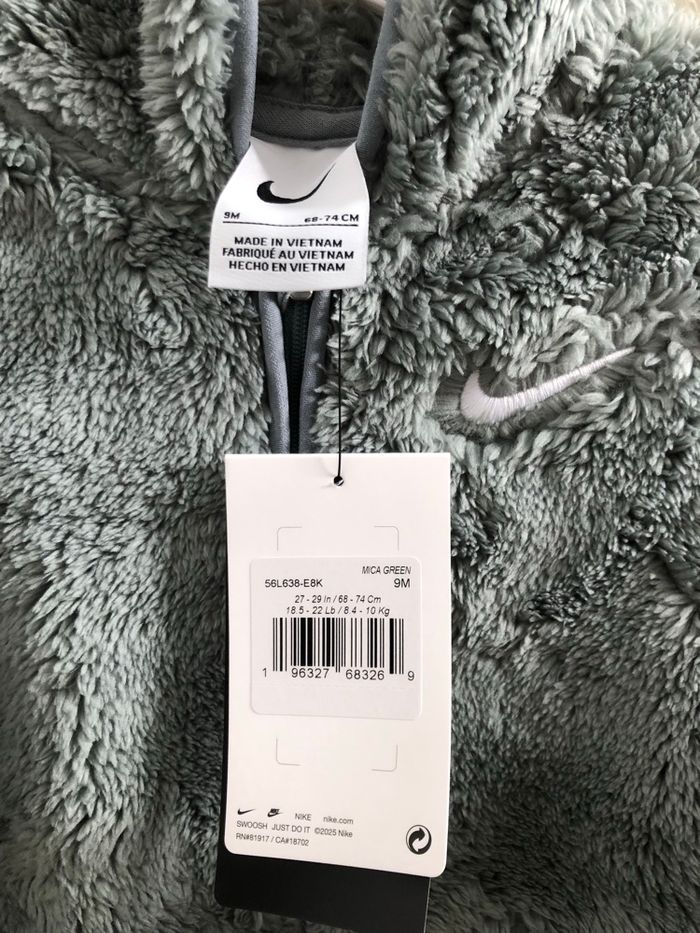 9M 68-74 CM
MADE IN VIETNAM
FABRIQUÉ AU VIETNAM
HECHO EN VIETNAM
MICA GREEN
56L638-E8K 9M
27 - 29 In / 68 - 74 Cm
18.5 - 22 Lb / 8.4 - 10 Kg
1 96327 68326 9
NIKE nike.com
SWOOSH JUST DO IT ©2025 Nike
RN#81917 / CA#18702